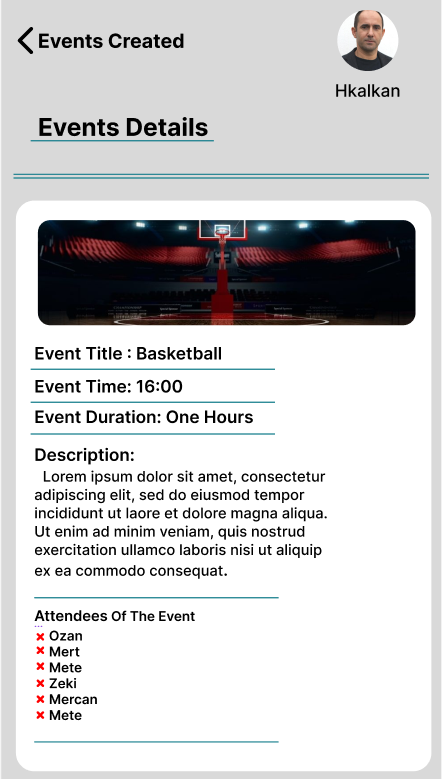 Events Created
Hkalkan
Events Details
Event Title : Basketball
Event Time: 16:00
Event Duration: One Hours
Description:
Lorem ipsum dolor sit amet, consectetur
adipiscing elit, sed do eiusmod tempor
incididunt ut laore et dolore magna aliqua.
Ut enim ad minim veniam, quis nostrud
exercitation ullamco laboris nisi ut aliquip
ex ea commodo consequat.
Attendees Of The Event
Ozan
Mert
Mete
Zeki
Mercan
Mete